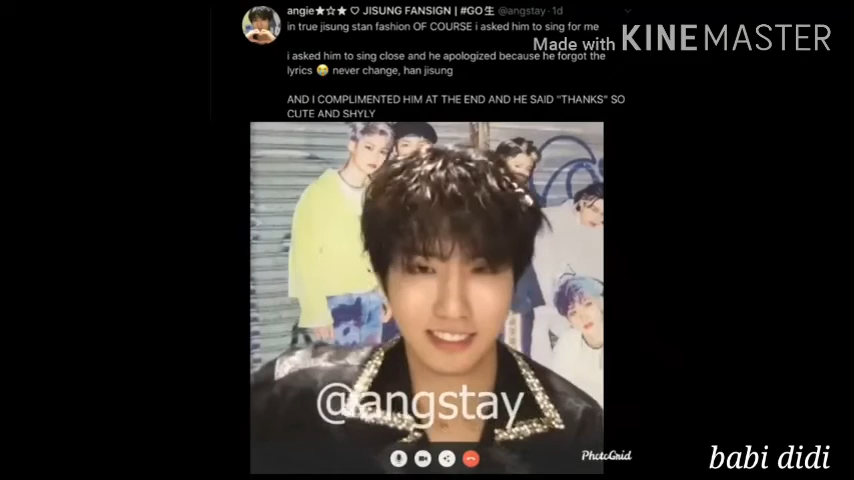 angie★☆★ ♡ JISUNG FANSIGN | #GO生 @angstay · 1d
in true jisung stan fashion OF COURSE i asked him to sing for me
Made with KINEMASTER
i asked him to sing close and he apologized because he forgot the
lyrics 😭 never change, han jisung
AND I COMPLIMENTED HIM AT THE END AND HE SAID "THANKS" SO
CUTE AND SHYLY
@angstay
PhotoGrid
babi didi